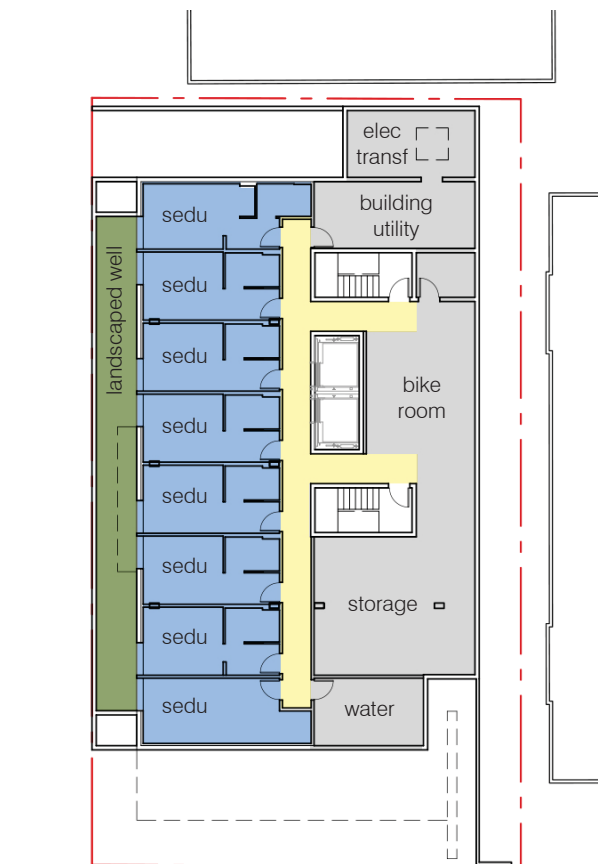 elec
transf
building
utility
sedu
landscaped well
sedu
sedu
bike
room
sedu
sedu
sedu
storage
sedu
sedu
water